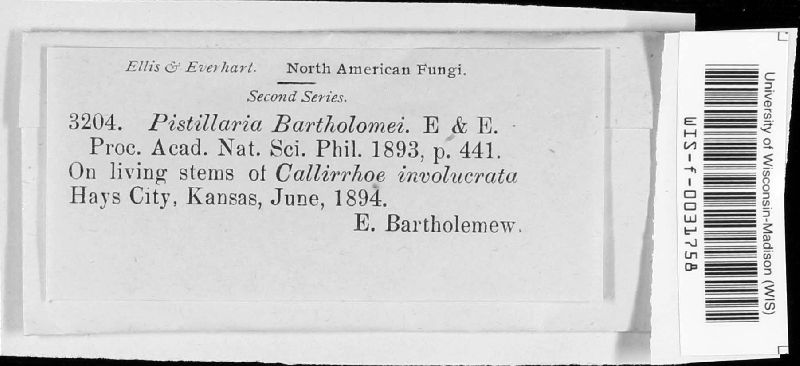 Ellis & Everhart. North American Fungi.
Second Series.
3204. Pistillaria Bartholomei. E & E.
Proc. Acad. Nat. Sci. Phil. 1893, p. 441.
On living stems of Callirrhoe involucrata
Hays City, Kansas, June, 1894.
E. Bartholemew.
University of Wisconsin-Madison (WIS)
WIS-f-0031758